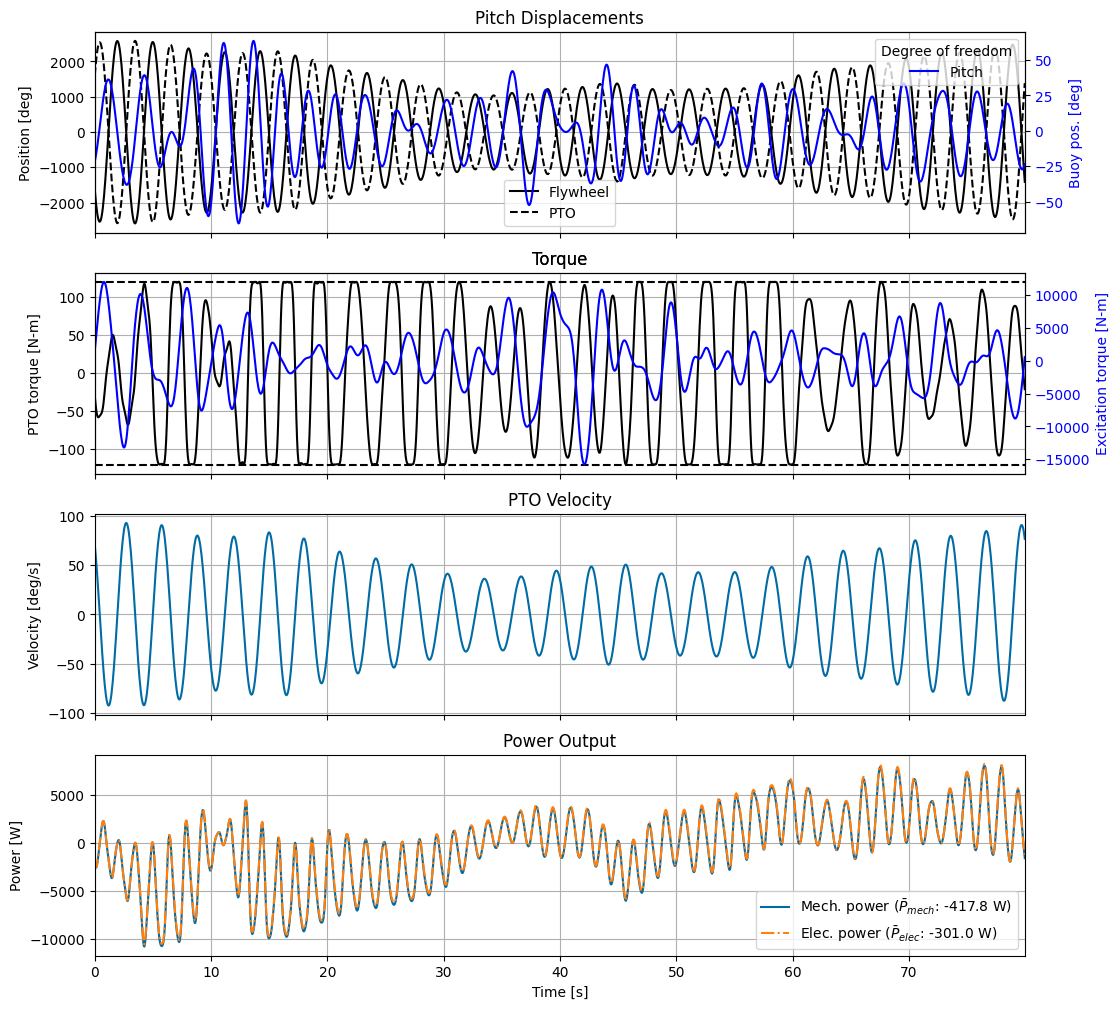 Pitch Displacements
Position [deg]
2000
1000
0
−1000
−2000
Degree of freedom
Pitch
Flywheel
PTO
50
25
0
−25
−50
Buoy pos. [deg]
Torque
PTO torque [N-m]
100
50
0
−50
−100
10000
5000
0
−5000
−10000
−15000
Excitation torque [N-m]
PTO Velocity
Velocity [deg/s]
100
50
0
−50
−100
Power Output
Power [W]
5000
0
−5000
−10000
Mech. power (P̄mech: -417.8 W)
Elec. power (P̄elec: -301.0 W)
0 10 20 30 40 50 60 70
Time [s]